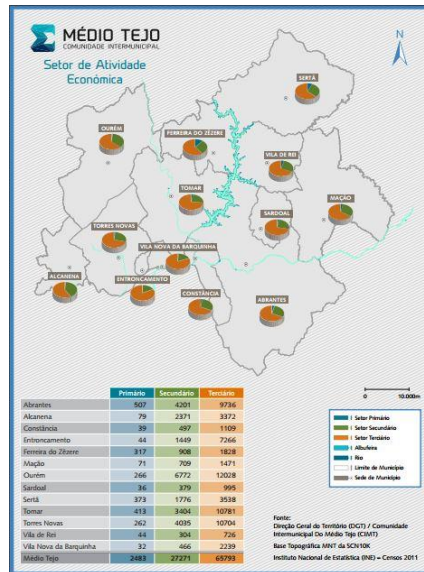 MÉDIO TEJO
COMUNIDADE INTERMUNICIPAL
Setor de Atividade
Económica
N
SERTÃ
OURÉM
FERREIRA DO ZÊZERE
VILA DE REI
TOMAR
MAÇÃO
SARDOAL
TORRES NOVAS
VILA NOVA DA BARQUINHA
ALCANENA
ENTRONCAMENTO
CONSTÂNCIA
ABRANTES
0 10.000m
Primário Secundário Terciário
Abrantes 507 4201 9736
Alcanena 79 2371 3372
Constância 39 497 1109
Entroncamento 44 1449 7266
Ferreira do Zêzere 317 908 1828
Mação 71 709 1471
Ourém 266 6772 12028
Sardoal 36 379 995
Sertã 373 1776 3538
Tomar 413 3404 10781
Torres Novas 262 4035 10704
Vila de Rei 44 304 726
Vila Nova da Barquinha 32 466 2239
Médio Tejo 2483 27271 65793
Setor Primário
Setor Secundário
Setor Terciário
Albufeira
Rio
Limite de Município
Sede de Município
Fonte:
Direção Geral do Território (DGT) / Comunidade
Intermunicipal Do Médio Tejo (CIMT)
Base Topográfica MNT da SCN10K
Instituto Nacional de Estatística (INE) - Censos 2011